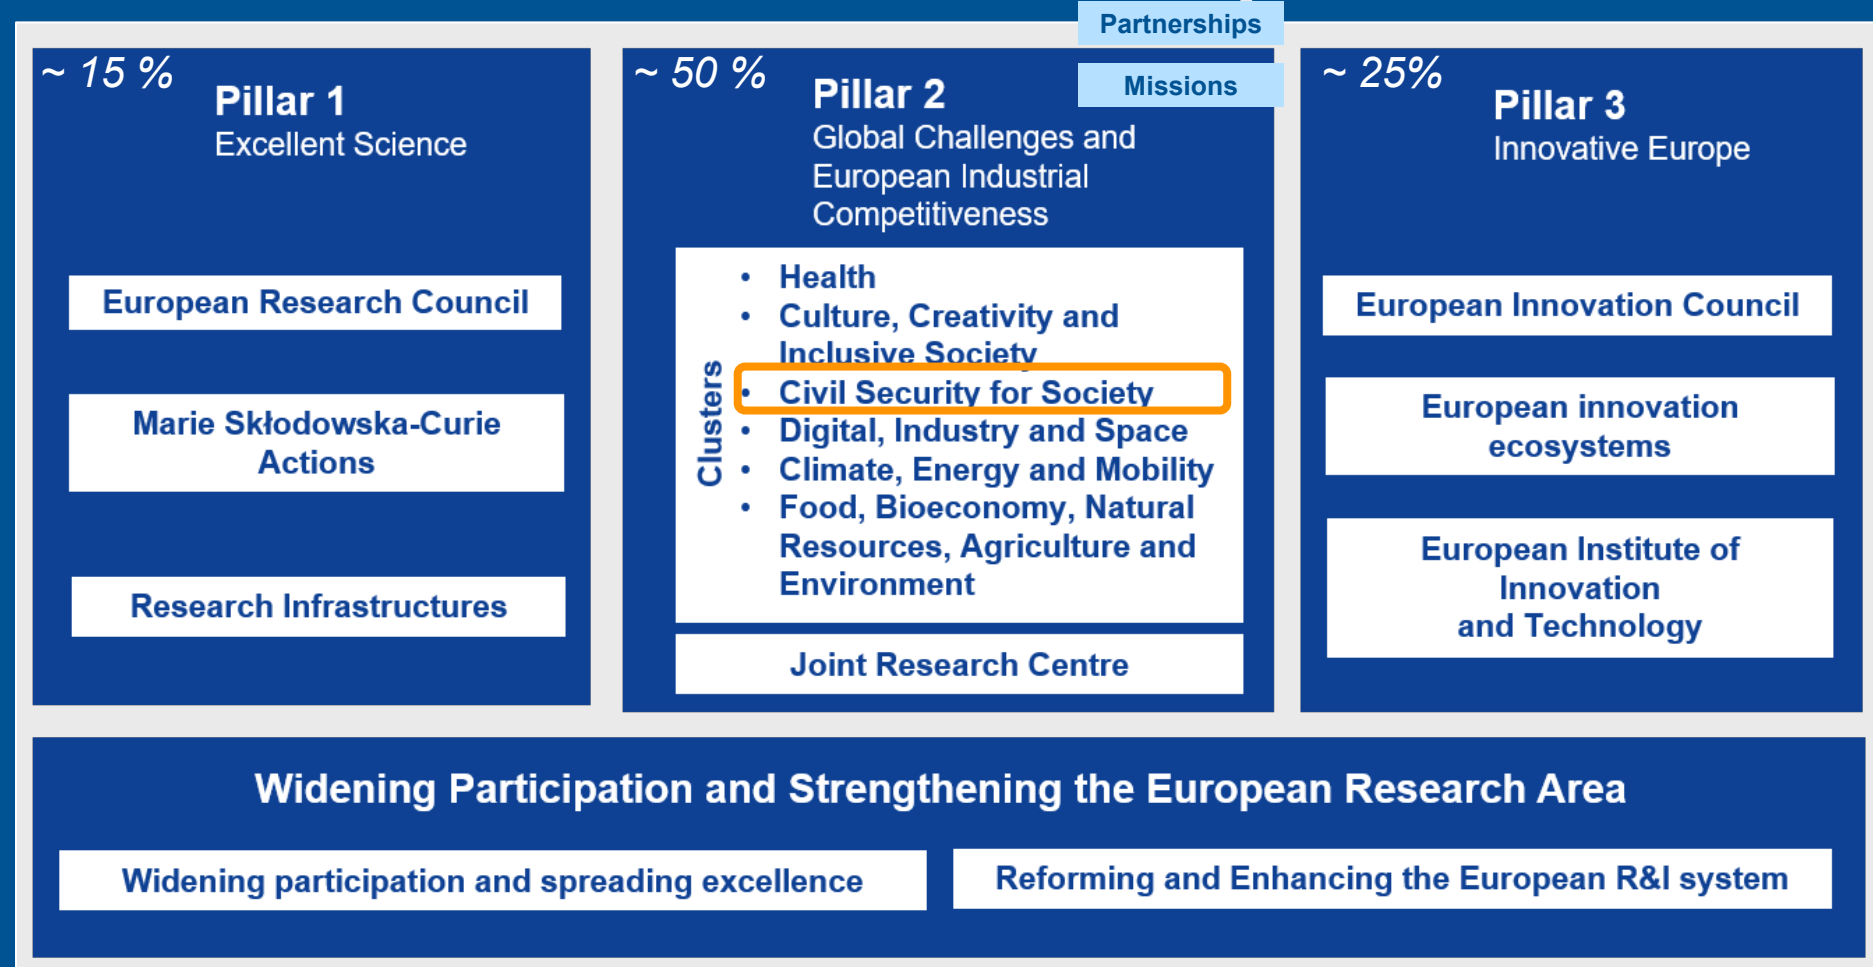 Partnerships
Missions
~ 15 %
Pillar 1
Excellent Science
European Research Council
Marie Skłodowska-Curie
Actions
Research Infrastructures
~ 50 %
Pillar 2
Global Challenges and
European Industrial
Competitiveness
Clusters
• Health
• Culture, Creativity and
Inclusive Society
• Civil Security for Society
• Digital, Industry and Space
• Climate, Energy and Mobility
• Food, Bioeconomy, Natural
Resources, Agriculture and
Environment
Joint Research Centre
~ 25%
Pillar 3
Innovative Europe
European Innovation Council
European innovation
ecosystems
European Institute of
Innovation
and Technology
Widening Participation and Strengthening the European Research Area
Widening participation and spreading excellence
Reforming and Enhancing the European R&I system